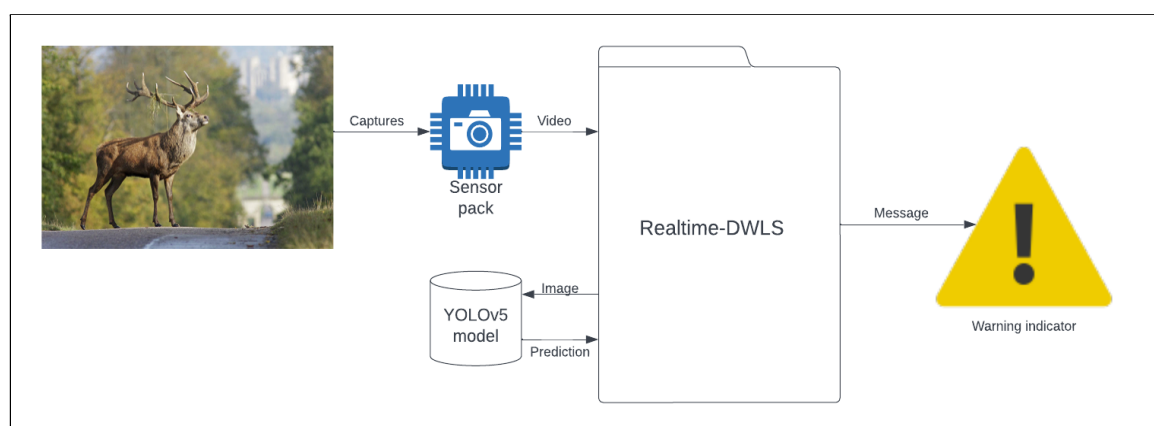 Captures
Video
Sensor
pack
Realtime-DWLS
Message
Image
YOLOv5
model
Prediction
Warning indicator